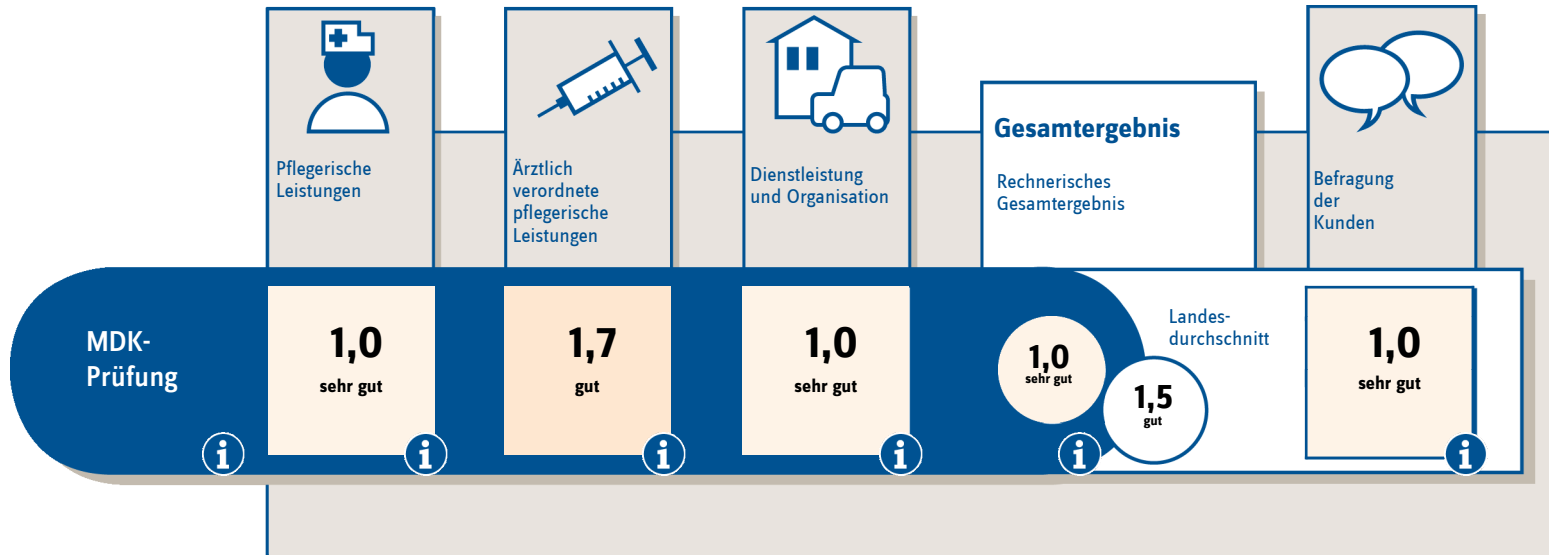 Pflegerische
Leistungen
Ärztlich
verordnete
pflegerische
Leistungen
Dienstleistung
und Organisation
Gesamtergebnis
Rechnerisches
Gesamtergebnis
Befragung
der
Kunden
MDK-
Prüfung
1,0
sehr gut
1,7
gut
1,0
sehr gut
1,0
sehr gut
Landes-
durchschnitt
1,5
gut
1,0
sehr gut
i
i
i
i
i
i